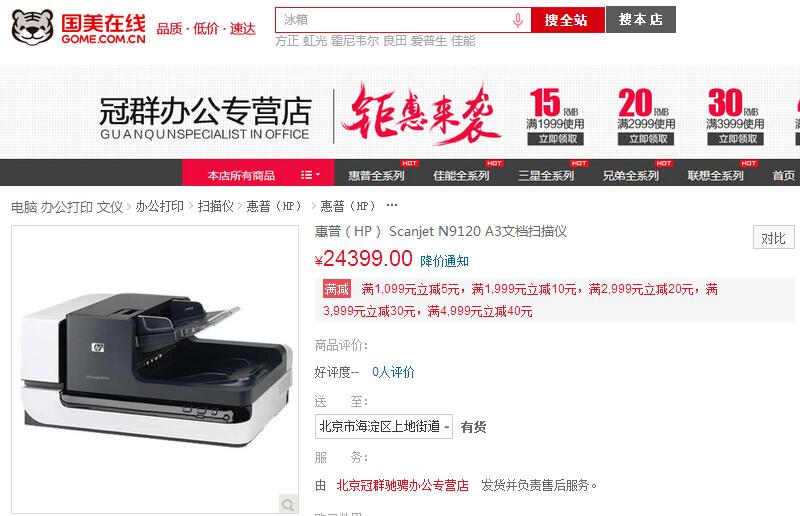 国美在线
GOME.COM.CN
品质·低价·速达
冰箱
搜全站
搜本店
方正 虹光 霍尼韦尔 良田 爱普生 佳能
冠群办公专营店
GUANQUNSPECIALIST IN OFFICE
钜惠来袭
15RMB
满1999使用
立即领取
20RMB
满2999使用
立即领取
30RMB
满3999使用
立即领取
本店所有商品
惠普全系列 HOT
佳能全系列 HOT
三星全系列 HOT
兄弟全系列 HOT
联想全系列 HOT
首页
电脑 办公打印 文仪> 办公打印> 扫描仪> 惠普（HP）> 惠普（HP） ···
惠普（HP）Scanjet N9120 A3文档扫描仪
对比
¥24399.00 降价通知
满减 满1,099元立减5元，满1,999元立减10元，满2,999元立减20元，满
3,999元立减30元，满4,999元立减40元
商品评价：
好评度-- 0人评价
送 至：
北京市海淀区上地街道 有货
服 务：
由 北京冠群驰骋办公专营店 发货并负责售后服务。
hp